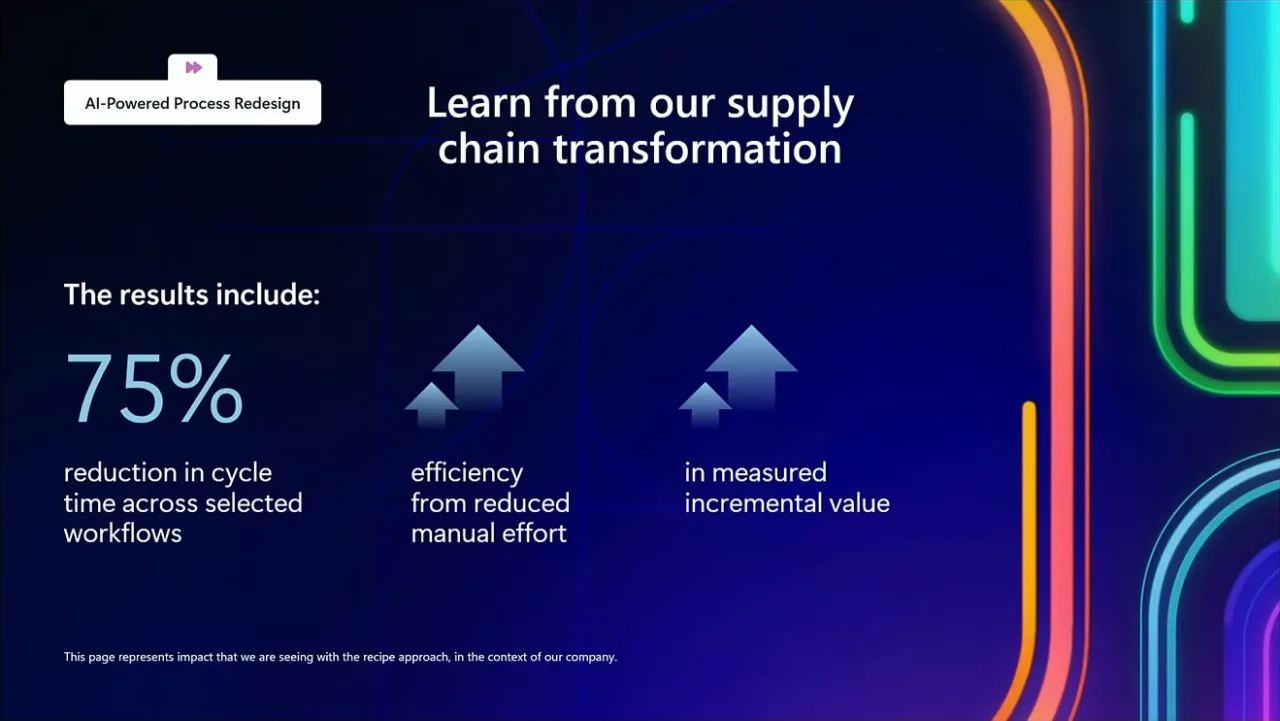 AI-Powered Process Redesign
Learn from our supply
chain transformation
The results include:
75%
reduction in cycle
time across selected
workflows
efficiency
from reduced
manual effort
in measured
incremental value
This page represents impact that we are seeing with the recipe approach, in the context of our company.